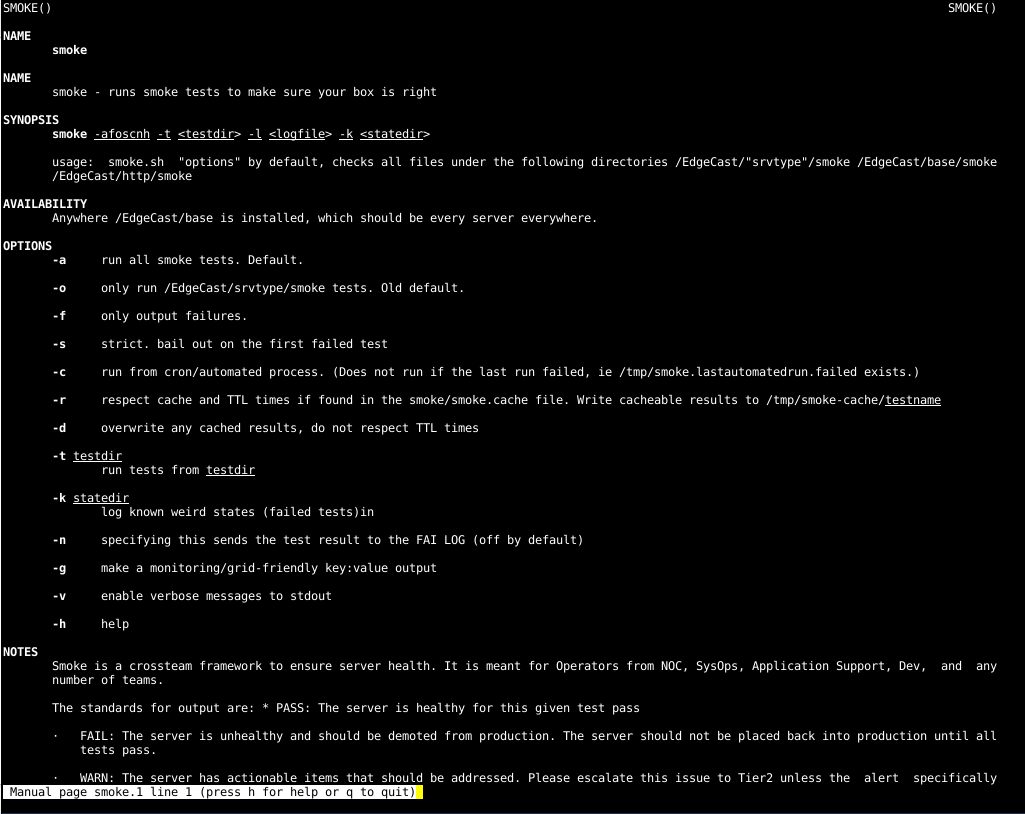 SMOKE() SMOKE()
NAME
smoke
NAME
smoke - runs smoke tests to make sure your box is right
SYNOPSIS
smoke -afoscnh -t <testdir> -l <logfile> -k <statedir>
usage:  smoke.sh  "options" by default, checks all files under the following directories /EdgeCast/"srvtype"/smoke /EdgeCast/base/smoke
/EdgeCast/http/smoke
AVAILABILITY
Anywhere /EdgeCast/base is installed, which should be every server everywhere.
OPTIONS
-a     run all smoke tests. Default.
-o     only run /EdgeCast/srvtype/smoke tests. Old default.
-f     only output failures.
-s     strict. bail out on the first failed test
-c     run from cron/automated process. (Does not run if the last run failed, ie /tmp/smoke.lastautomatedrun.failed exists.)
-r     respect cache and TTL times if found in the smoke/smoke.cache file. Write cacheable results to /tmp/smoke-cache/testname
-d     overwrite any cached results, do not respect TTL times
-t testdir
run tests from testdir
-k statedir
log known weird states (failed tests)in
-n     specifying this sends the test result to the FAI LOG (off by default)
-g     make a monitoring/grid-friendly key:value output
-v     enable verbose messages to stdout
-h     help
NOTES
Smoke is a crossteam framework to ensure server health. It is meant for Operators from NOC, SysOps, Application Support, Dev,  and  any
number of teams.
The standards for output are: * PASS: The server is healthy for this given test pass
·   FAIL: The server is unhealthy and should be demoted from production. The server should not be placed back into production until all
tests pass.
·   WARN: The server has actionable items that should be addressed. Please escalate this issue to Tier2 unless the  alert  specifically
Manual page smoke.1 line 1 (press h for help or q to quit)